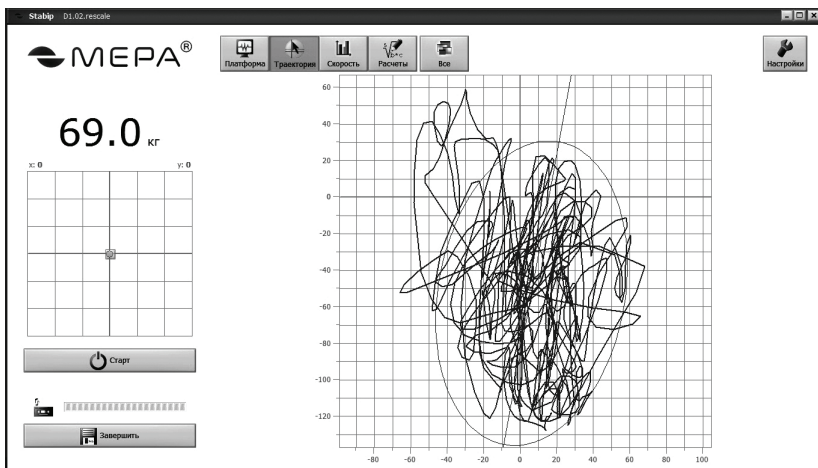 Stabip D1.02.rescale
МЕРА®
Платформа Траектория Скорость Расчеты Все Настройки
69.0 кг
x: 0 y: 0
Старт
Завершить
60
40
20
0
-20
-40
-60
-80
-100
-120
-80 -60 -40 -20 0 20 40 60 80 100